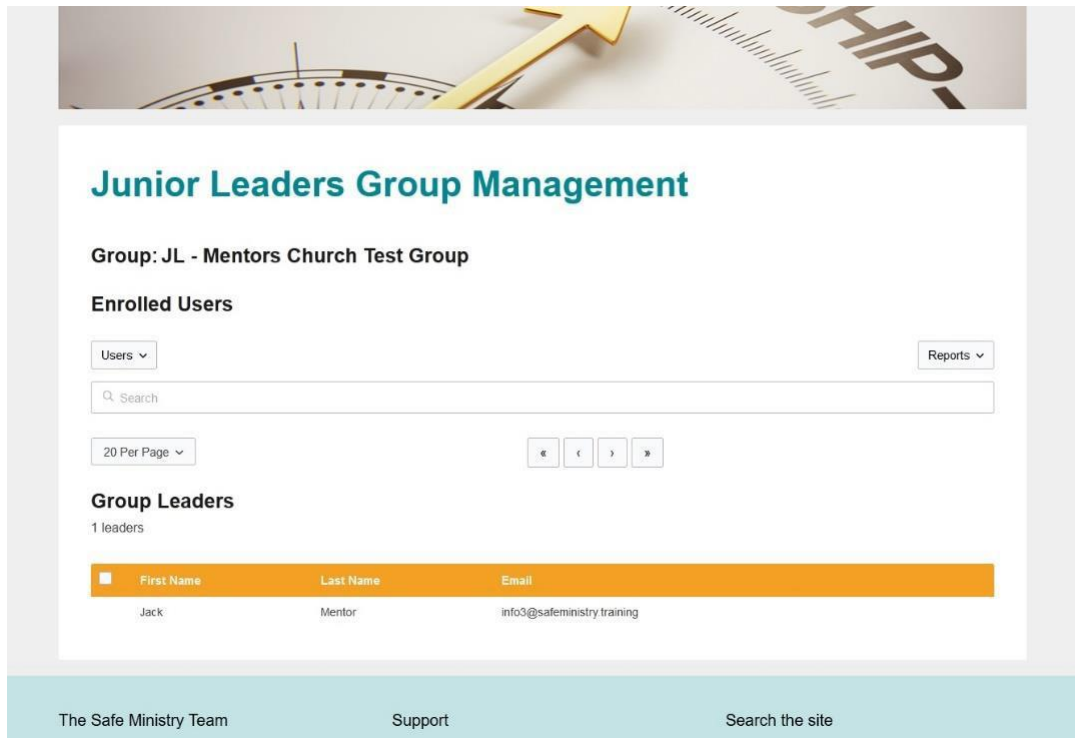 SHIP
Junior Leaders Group Management
Group: JL - Mentors Church Test Group
Enrolled Users
Users
Reports
Search
20 Per Page
« ‹ › »
Group Leaders
1 leaders
First Name Last Name Email
Jack Mentor info3@safeministry.training
The Safe Ministry Team Support Search the site